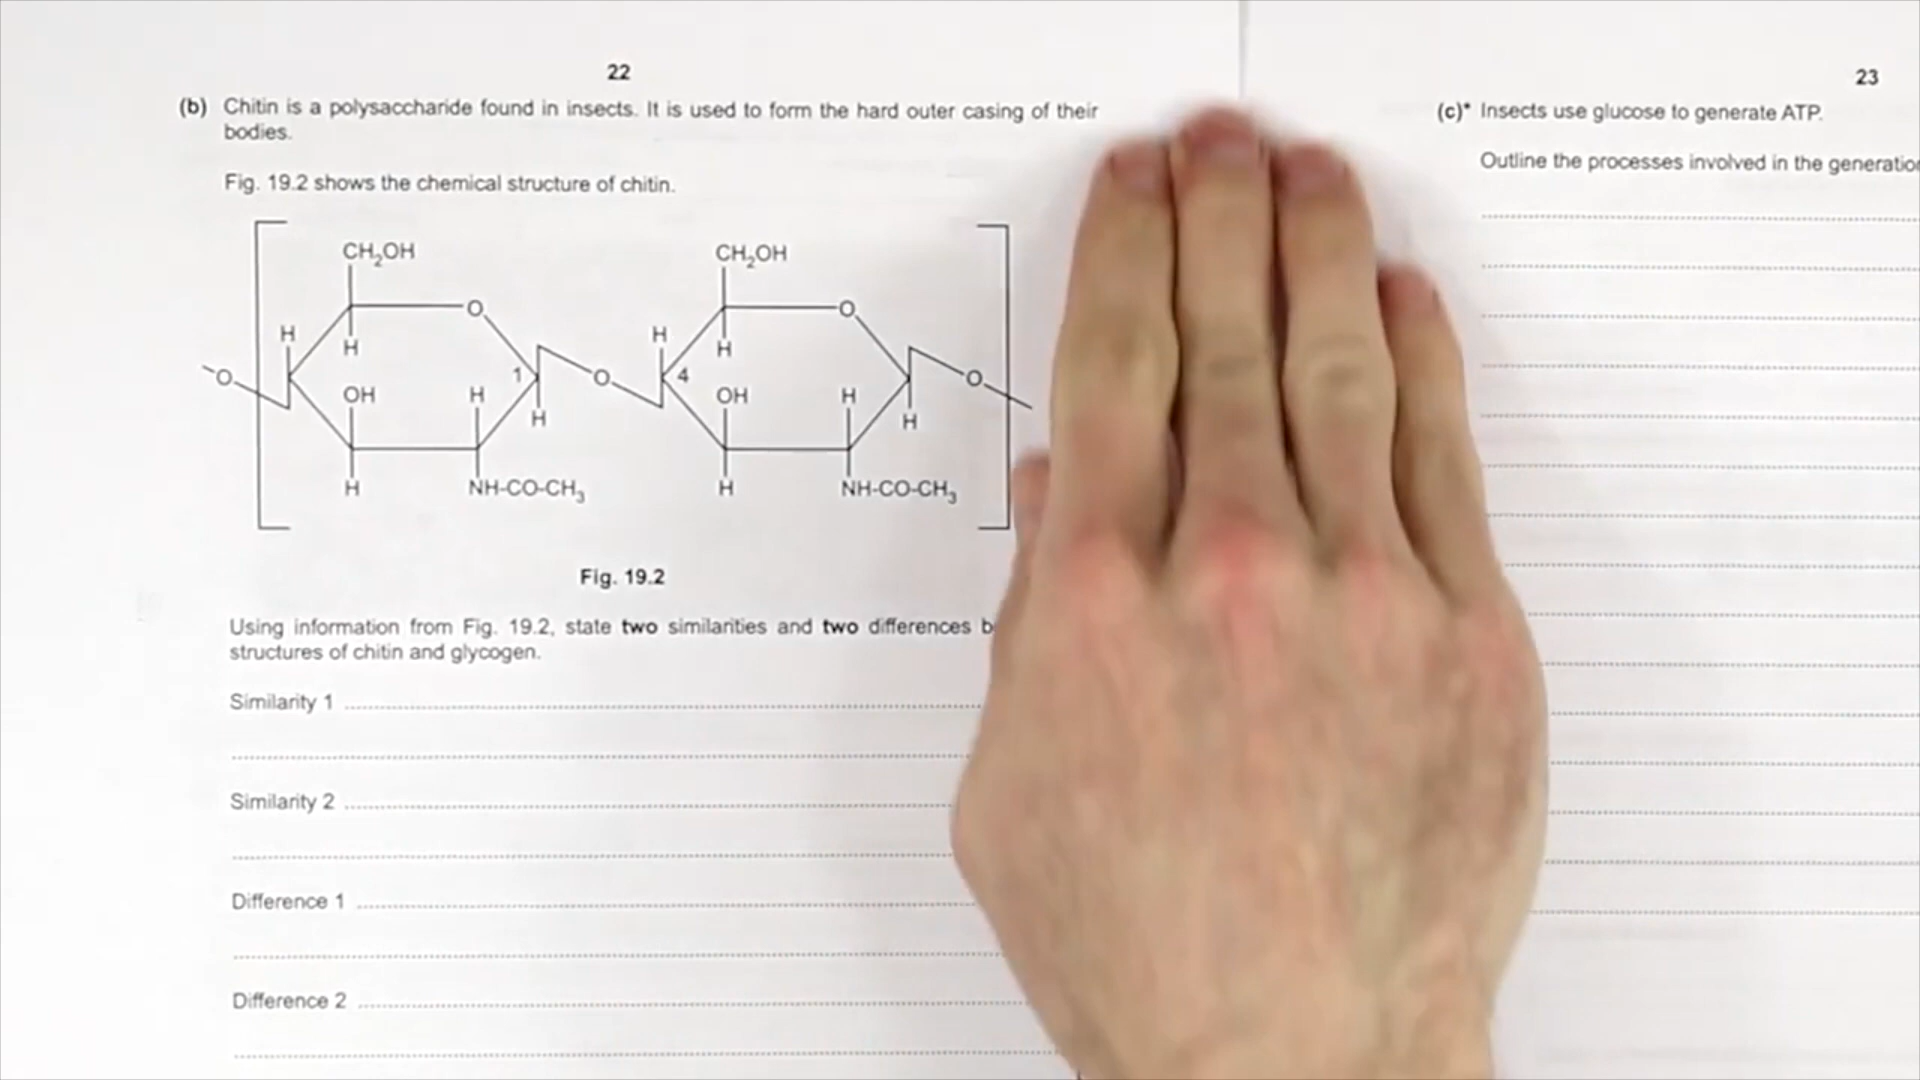 22
(b) Chitin is a polysaccharide found in insects. It is used to form the hard outer casing of their
bodies.
Fig. 19.2 shows the chemical structure of chitin.
CH2OH CH2OH
O O
H H
H H
O 1 O 4 O
OH H OH H
H H
H NH-CO-CH3 H NH-CO-CH3
Fig. 19.2
Using information from Fig. 19.2, state two similarities and two differences
structures of chitin and glycogen.
Similarity 1
Similarity 2
Difference 1
Difference 2
23
(c)* Insects use glucose to generate ATP.
Outline the processes involved in the